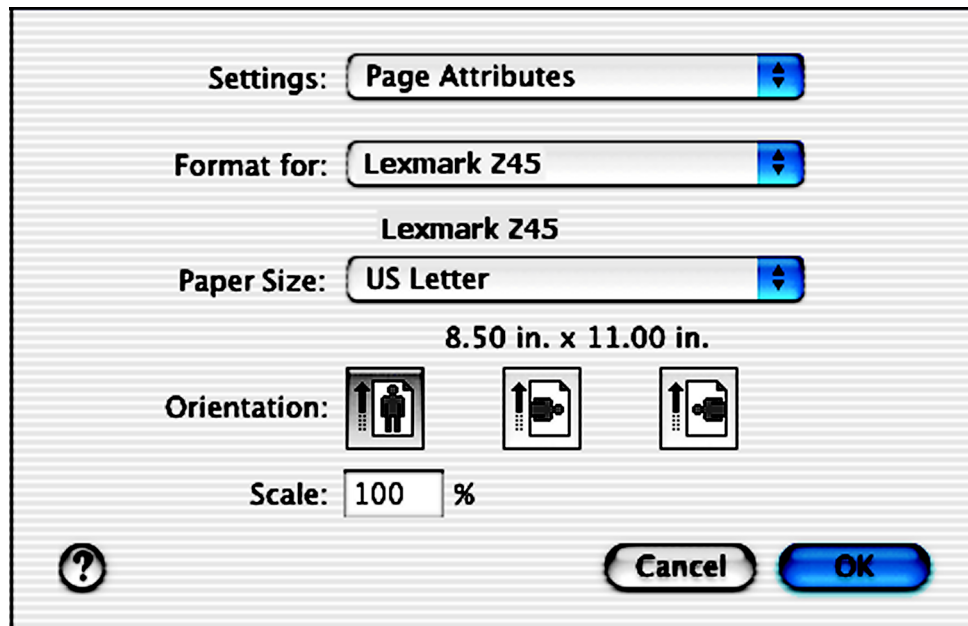 Settings: Page Attributes
Format for: Lexmark Z45
Lexmark Z45
Paper Size: US Letter
8.50 in. x 11.00 in.
Orientation:
Scale: 100 %
? Cancel OK